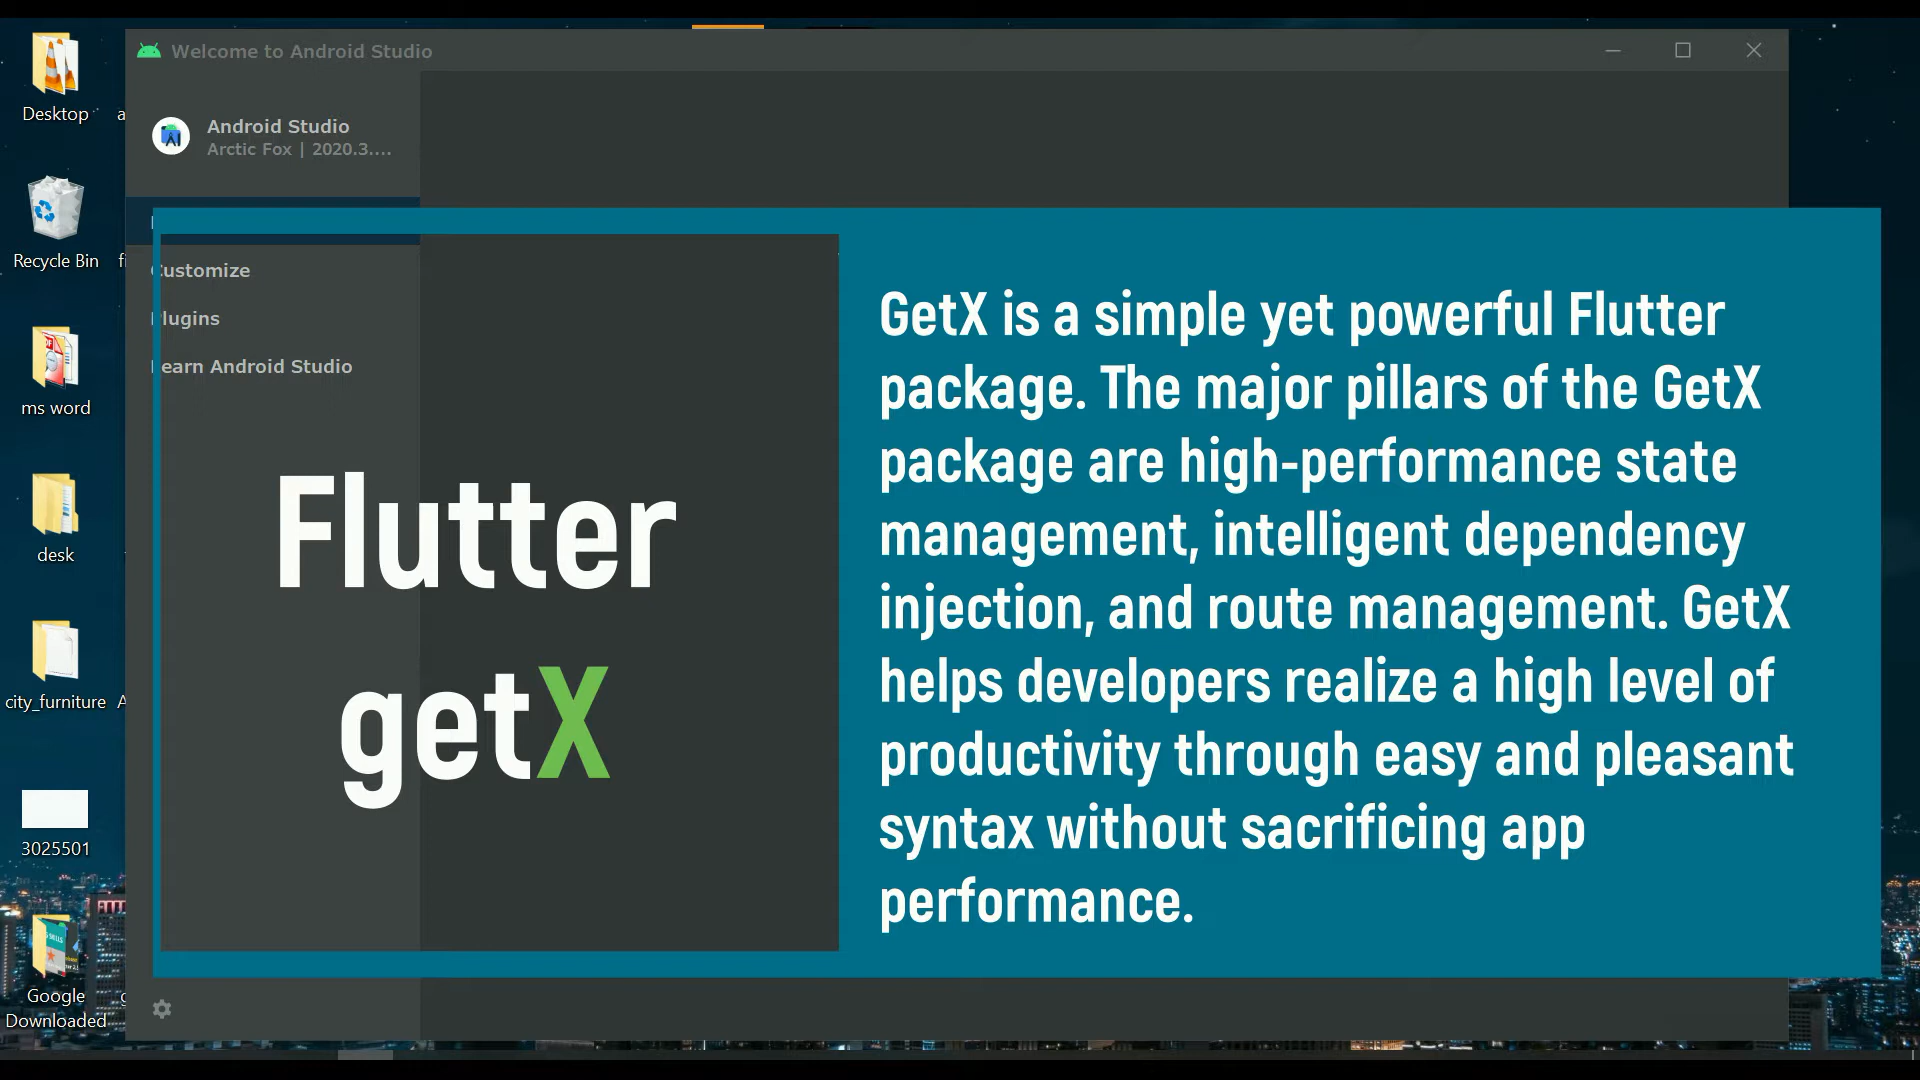 Welcome to Android Studio
Android Studio
Arctic Fox | 2020.3....
Customize
Plugins
Learn Android Studio
Flutter
getX
GetX is a simple yet powerful Flutter
package. The major pillars of the GetX
package are high-performance state
management, intelligent dependency
injection, and route management. GetX
helps developers realize a high level of
productivity through easy and pleasant
syntax without sacrificing app
performance.
Desktop
Recycle Bin
ms word
desk
city_furniture
3025501
Google
Downloaded